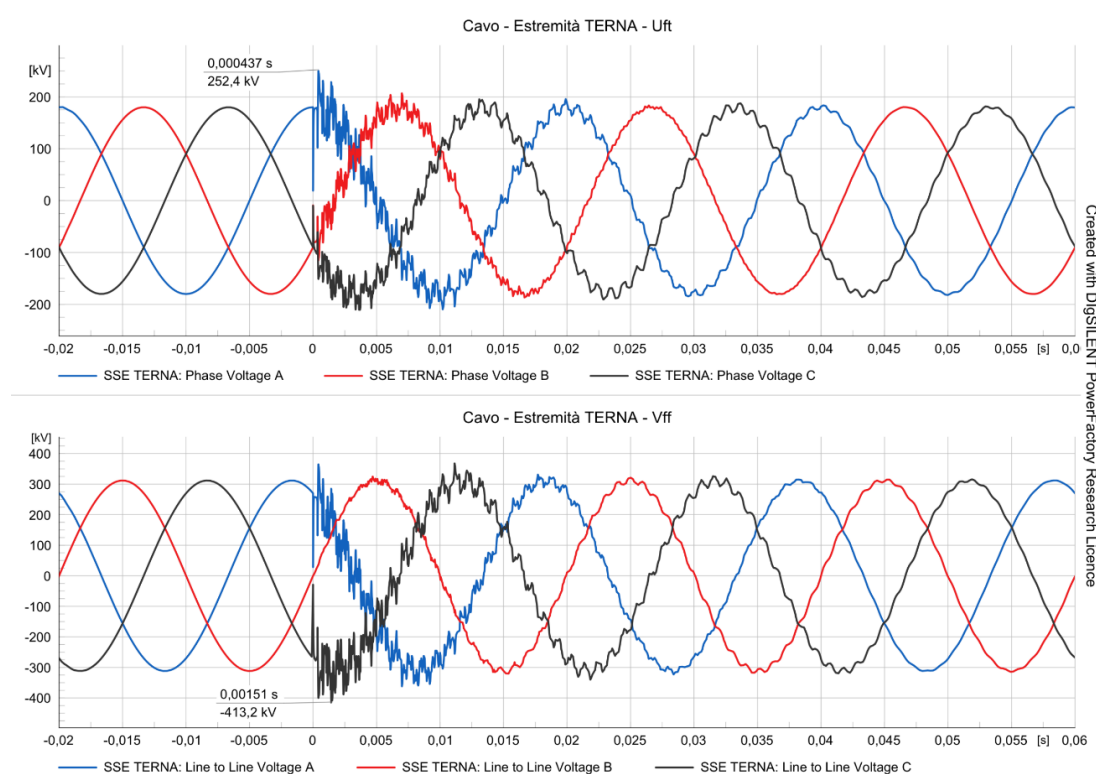 Cavo - Estremità TERNA - Uft
[kV]
0,000437 s
252,4 kV
200
100
0
-100
-200
-0,02 -0,015 -0,01 -0,005 0 0,005 0,01 0,015 0,02 0,025 0,03 0,035 0,04 0,045 0,05 0,055 [s] 0,0
SSE TERNA: Phase Voltage A SSE TERNA: Phase Voltage B SSE TERNA: Phase Voltage C
Cavo - Estremità TERNA - Vff
[kV]
400
300
200
100
0
-100
-200
-300
-400
0,00151 s
-413,2 kV
-0,02 -0,015 -0,01 -0,005 0 0,005 0,01 0,015 0,02 0,025 0,03 0,035 0,04 0,045 0,05 0,055 [s] 0,06
SSE TERNA: Line to Line Voltage A SSE TERNA: Line to Line Voltage B SSE TERNA: Line to Line Voltage C
Created with DIgSILENT PowerFactory Research Licence